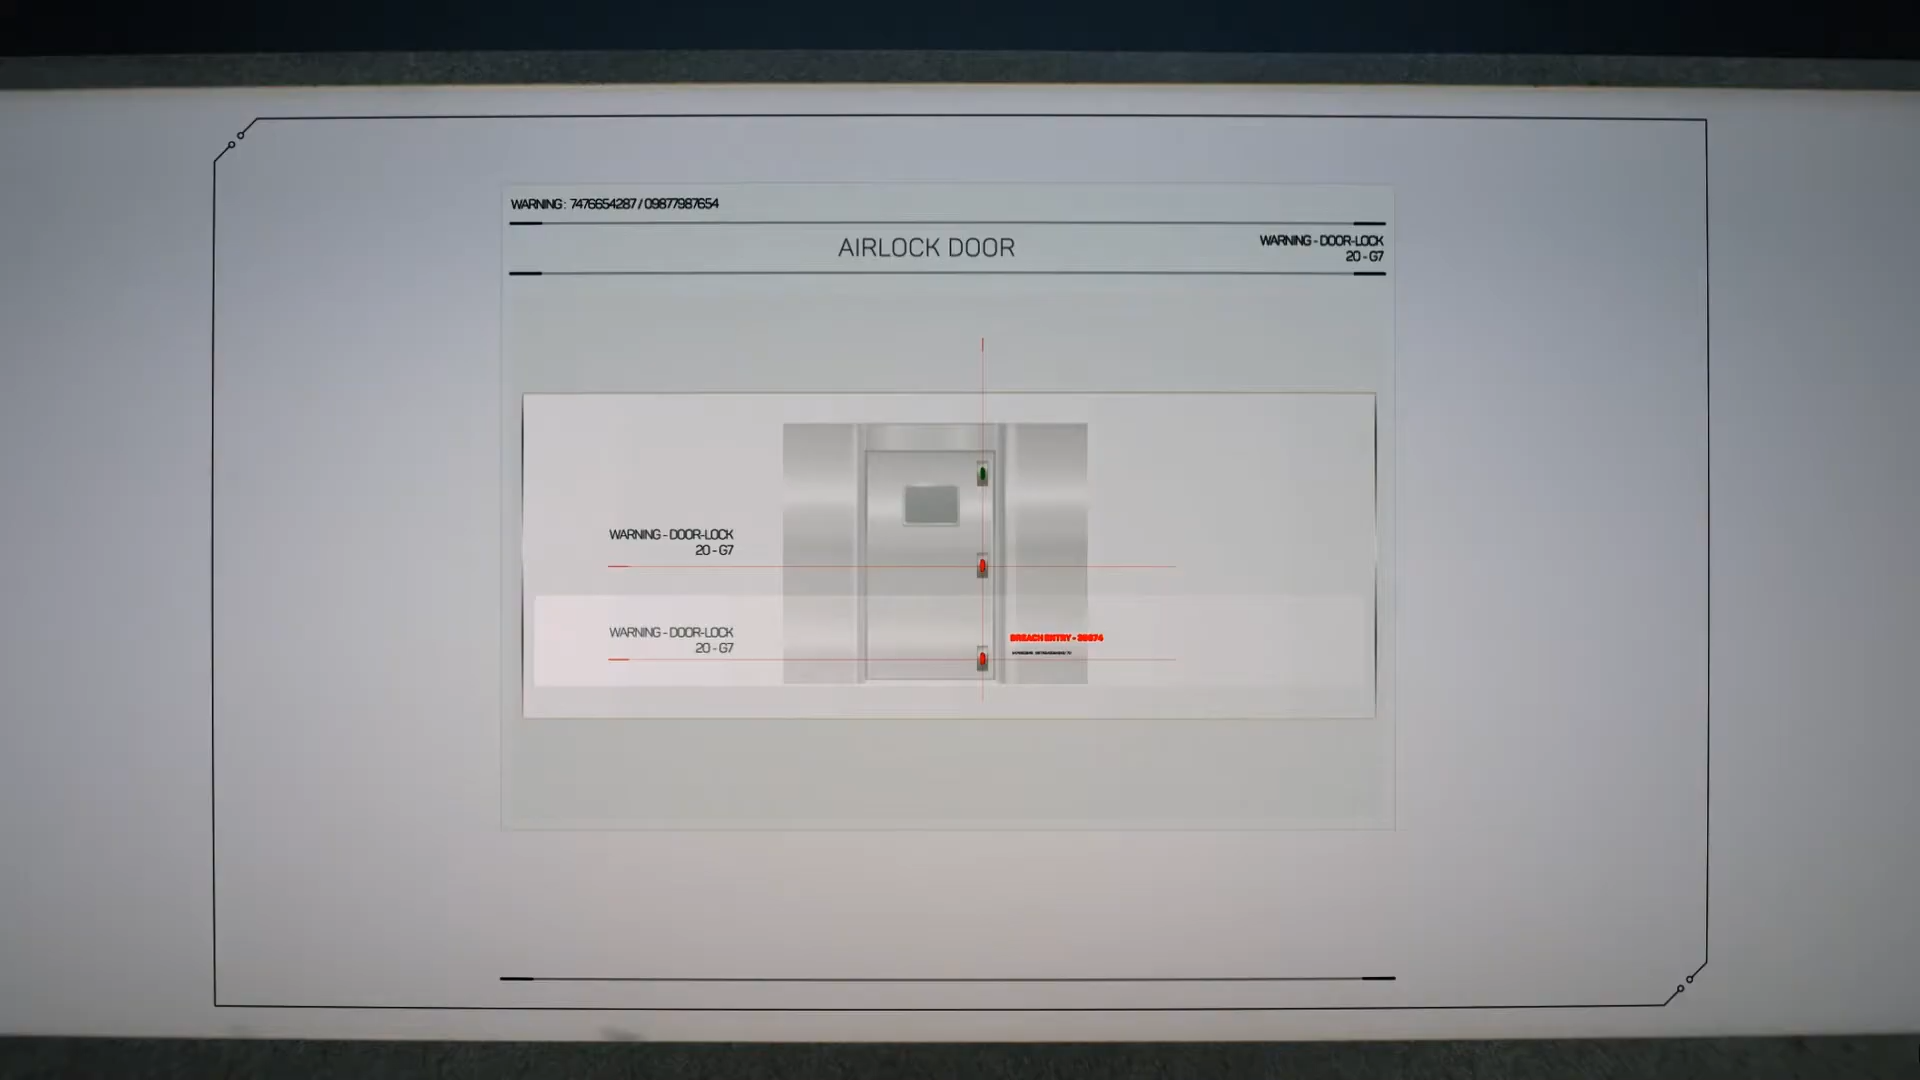 WARNING : 7476654287 / 09877987654
AIRLOCK DOOR
WARNING - DOOR-LOCK
20 - G7
WARNING - DOOR-LOCK
20 - G7
WARNING - DOOR-LOCK
20 - G7
BREACH ENTRY - 39674